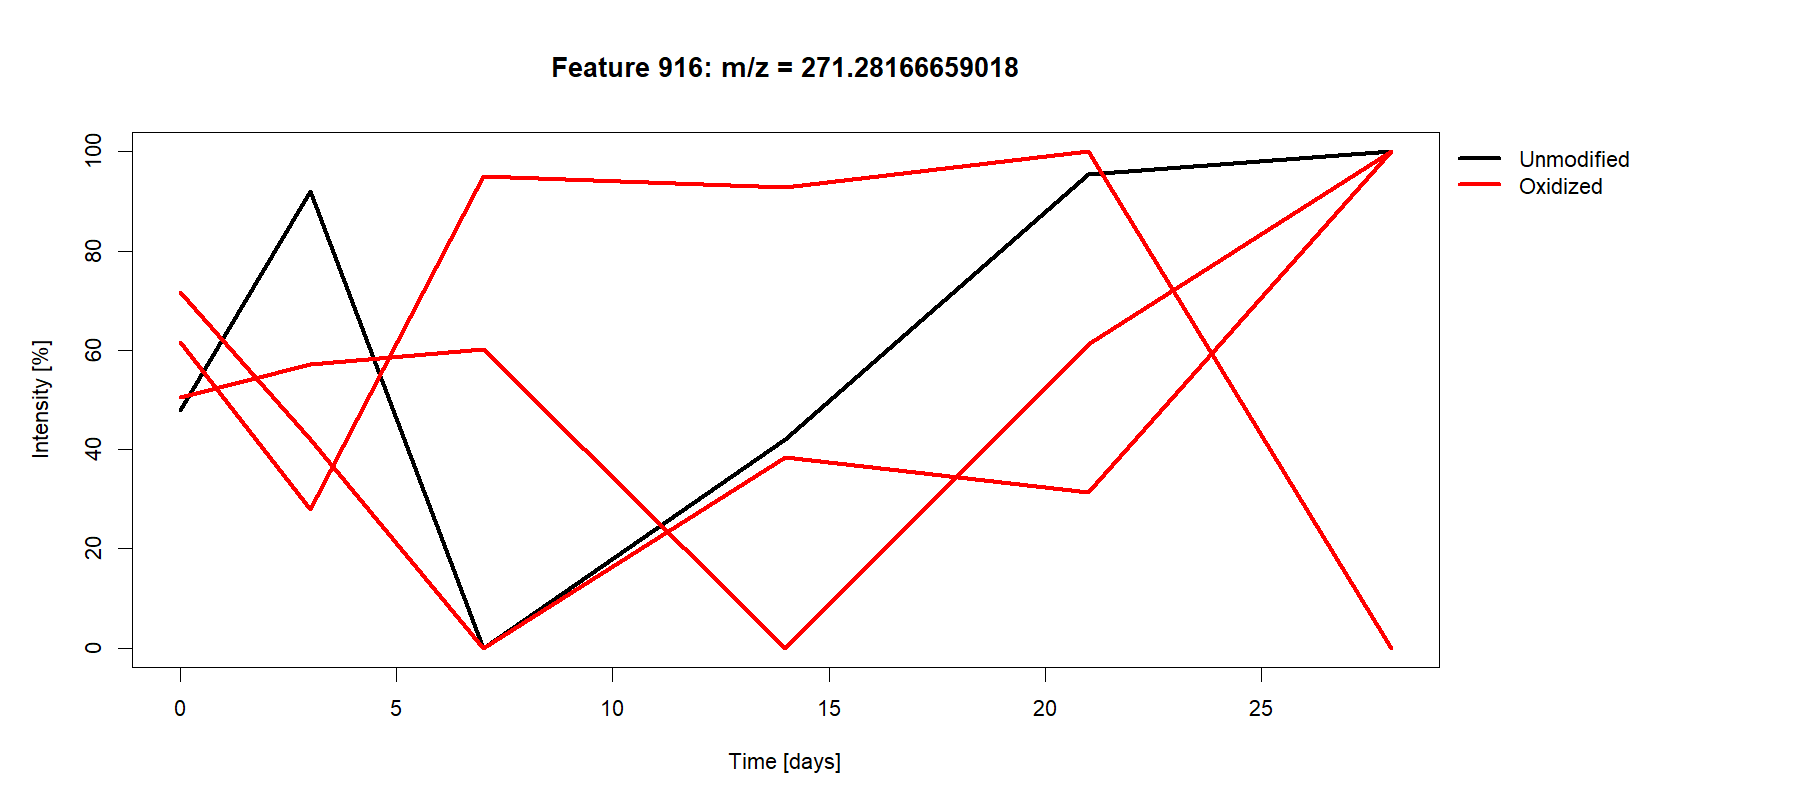 Feature 916: m/z = 271.28166659018
Unmodified
Oxidized
Intensity [%]
100
80
60
40
20
0
0 5 10 15 20 25
Time [days]